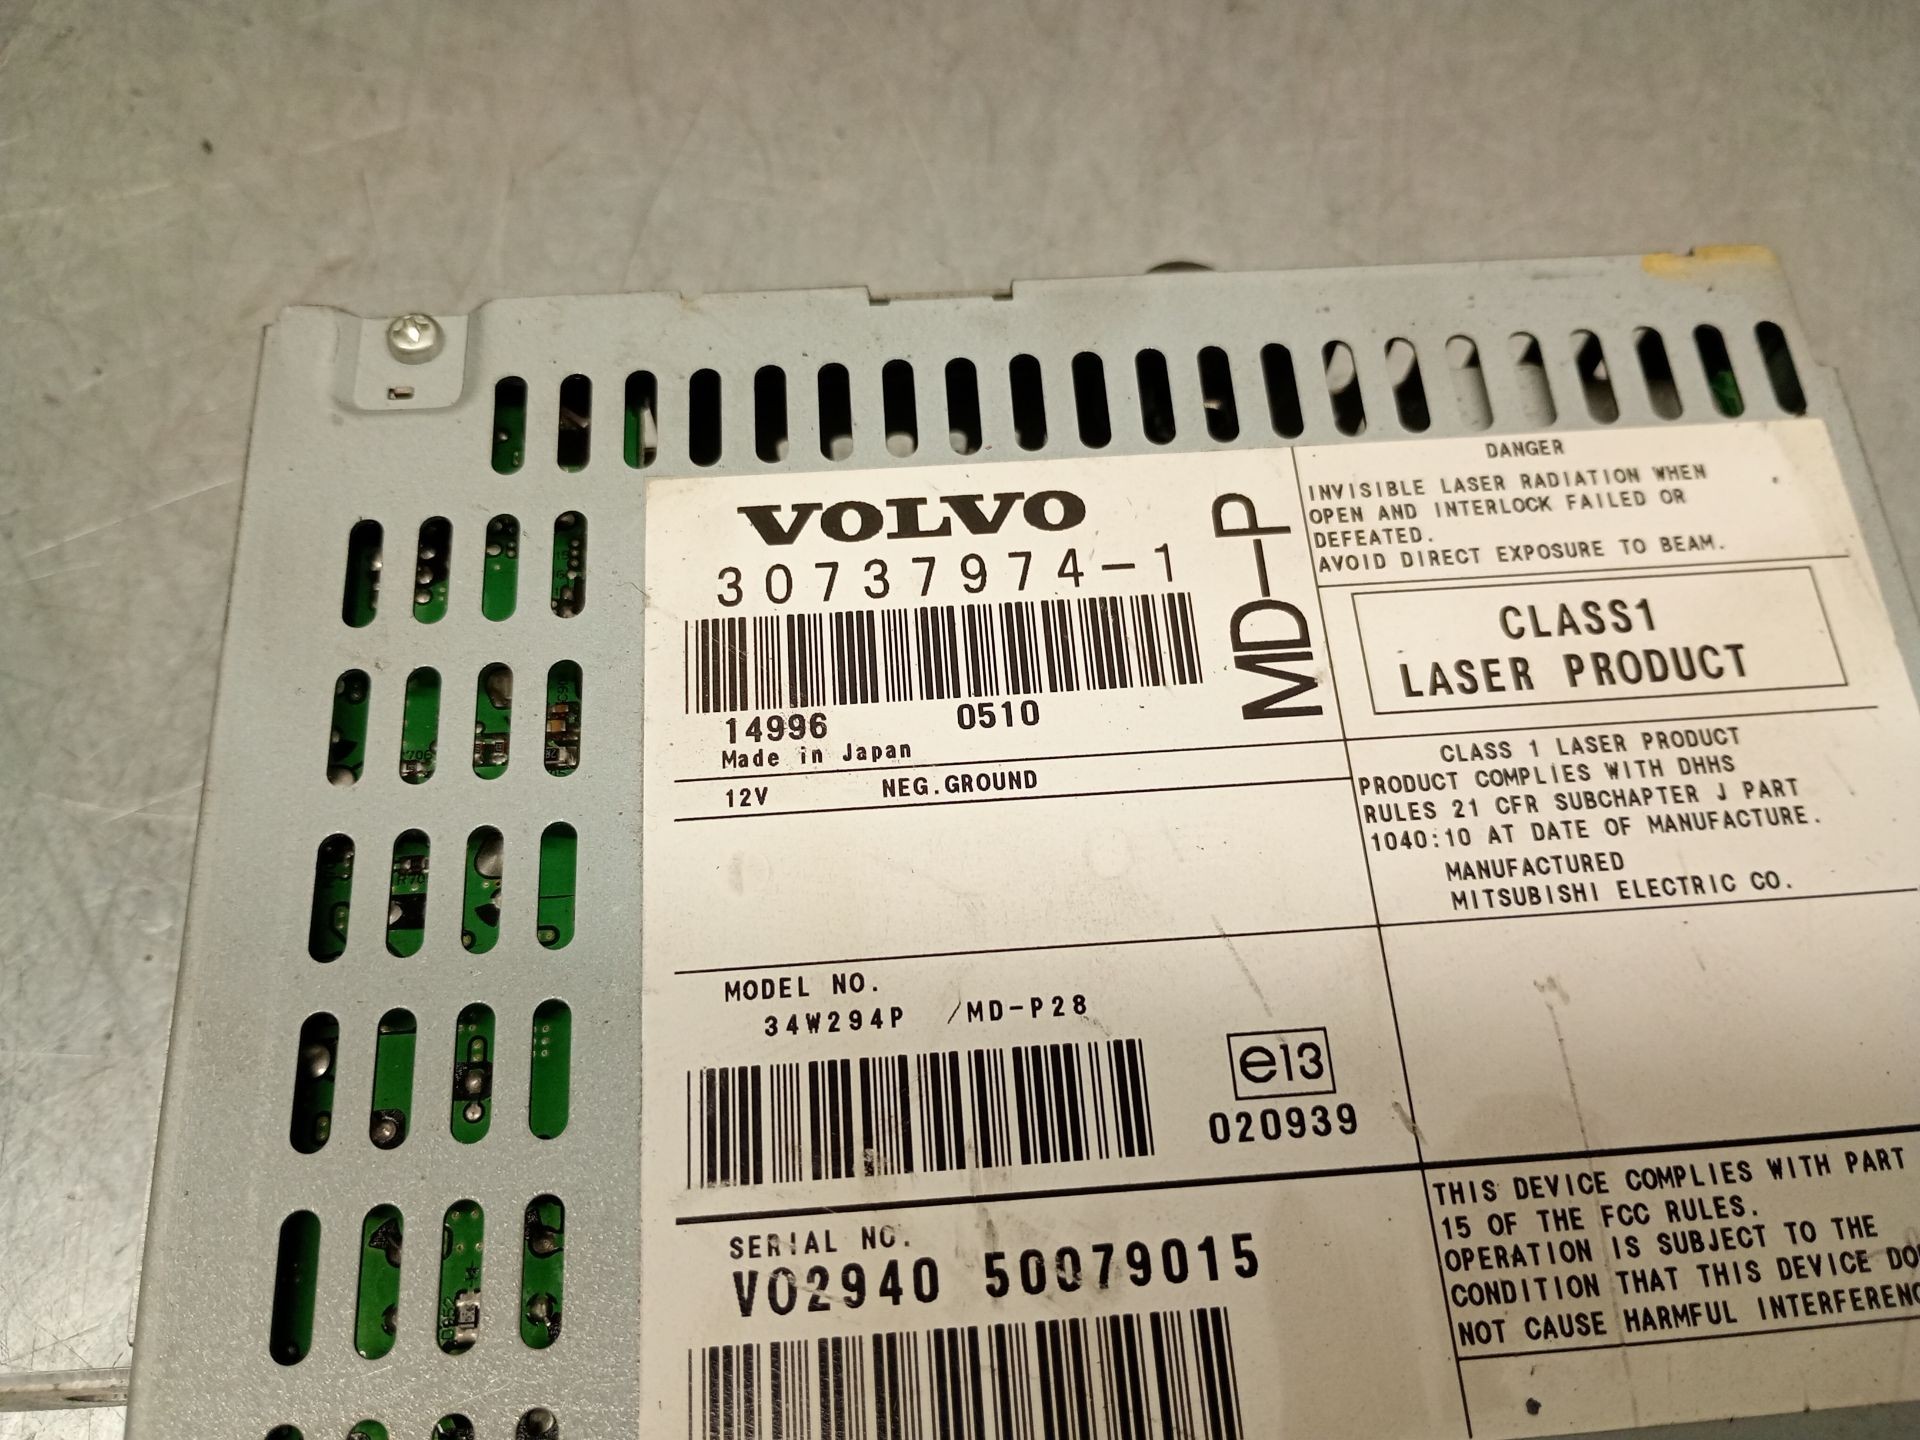 VOLVO
30737974-1
14996 0510
Made in Japan
12V NEG.GROUND
MD-P
DANGER
INVISIBLE LASER RADIATION WHEN
OPEN AND INTERLOCK FAILED OR
DEFEATED.
AVOID DIRECT EXPOSURE TO BEAM.
CLASS1
LASER PRODUCT
CLASS 1 LASER PRODUCT
PRODUCT COMPLIES WITH DHHS
RULES 21 CFR SUBCHAPTER J PART
1040:10 AT DATE OF MANUFACTURE.
MANUFACTURED
MITSUBISHI ELECTRIC CO.
MODEL NO.
34W294P /MD-P28
e13
020939
SERIAL NO.
VO2940 50079015
THIS DEVICE COMPLIES WITH PART
15 OF THE FCC RULES.
OPERATION IS SUBJECT TO THE
CONDITION THAT THIS DEVICE DO
NOT CAUSE HARMFUL INTERFERENC